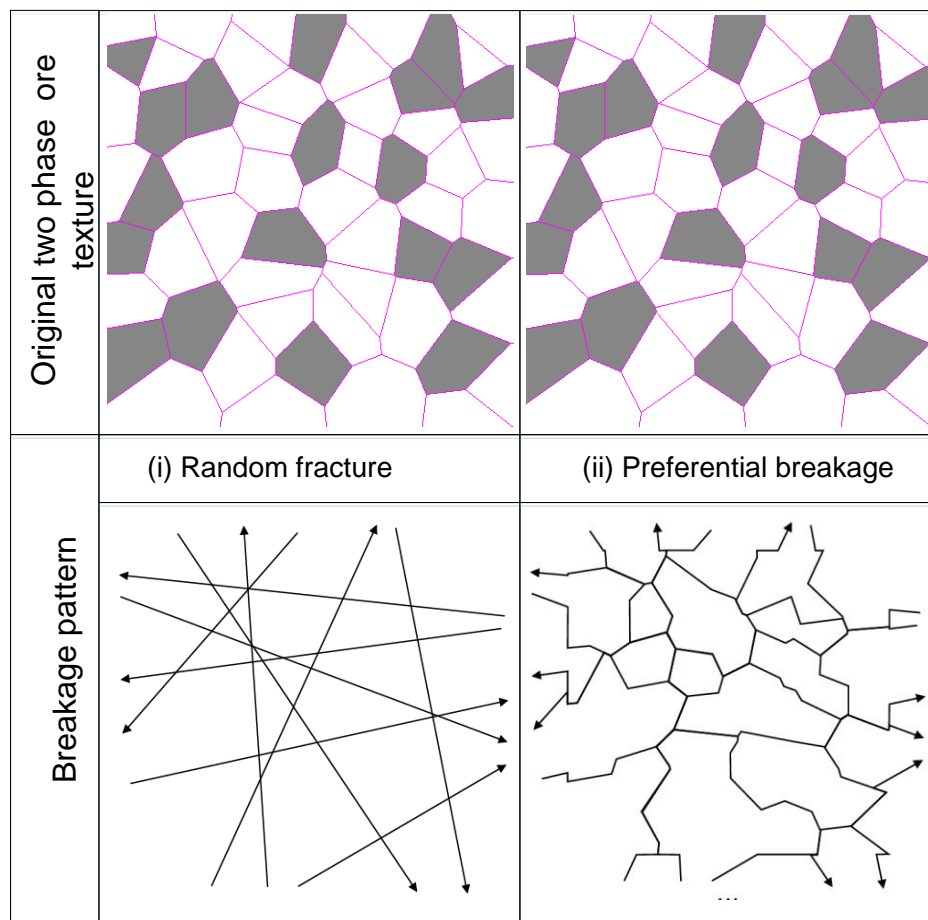 Original two phase ore
texture
(i) Random fracture
(ii) Preferential breakage
Breakage pattern
...